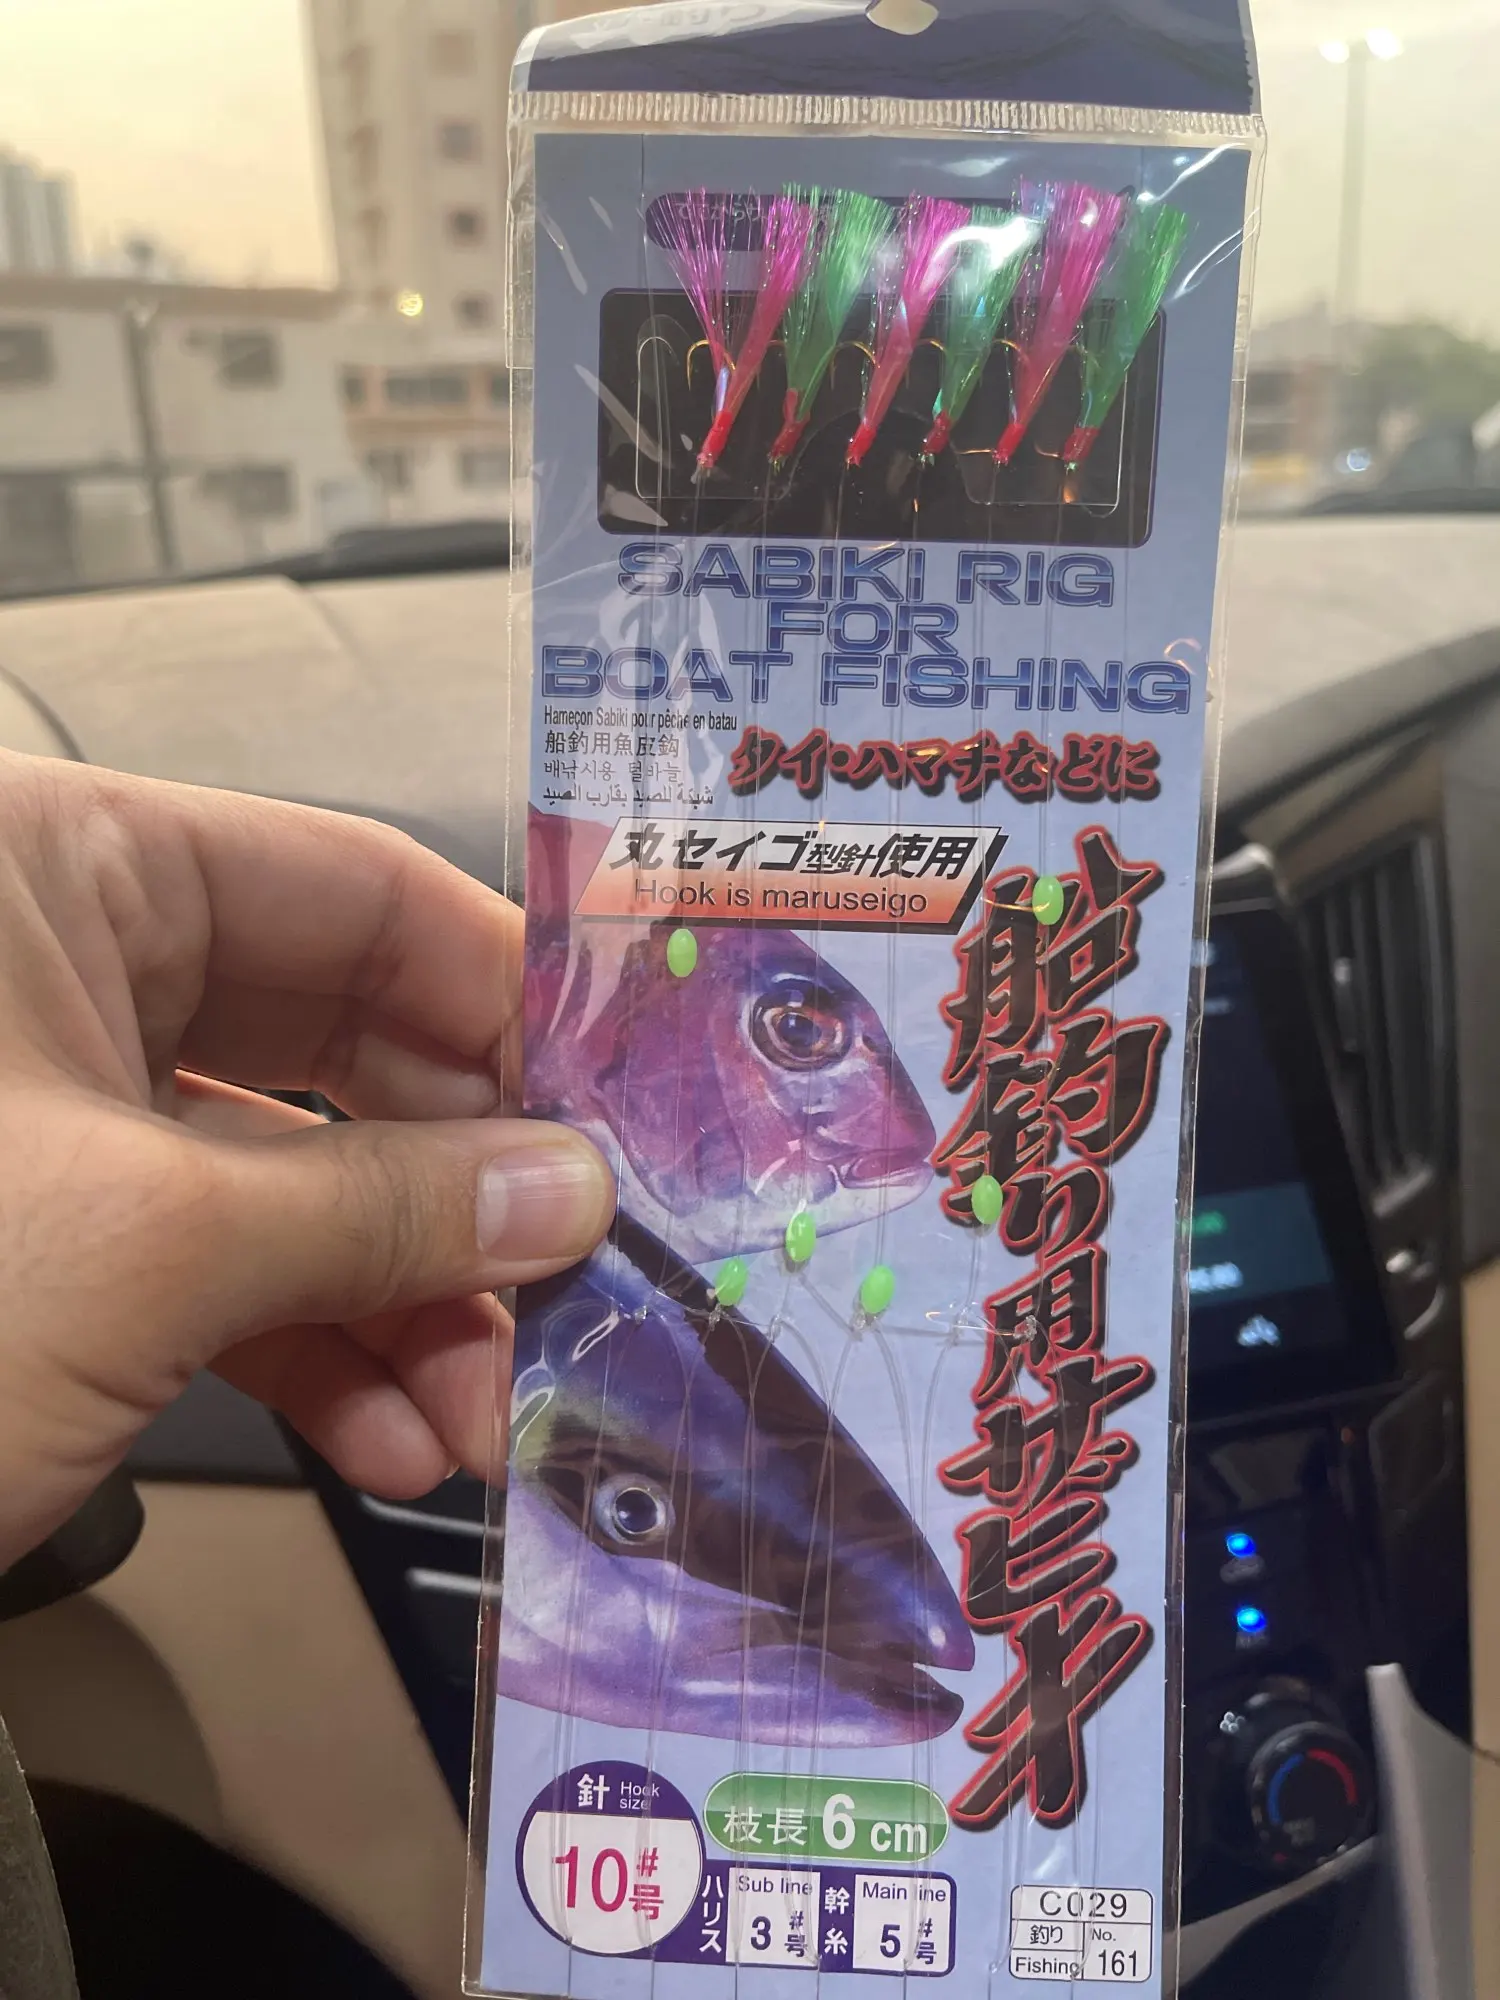 SABIKI RIG
FOR
BOAT FISHING
Hameçon Sabiki pour pêche en batau
船釣用魚皮鈎
배낚시용 털바늘
شبكة للصيد بقارب الصيد
タイ・ハマチなどに
丸セイゴ型針使用
Hook is maruseigo
船釣り用サビキ
針 Hook size
10 #号
枝長 6 cm
ハリス Sub line 3 #号
幹糸 Main line 5 #号
C029
釣り Fishing
No. 161